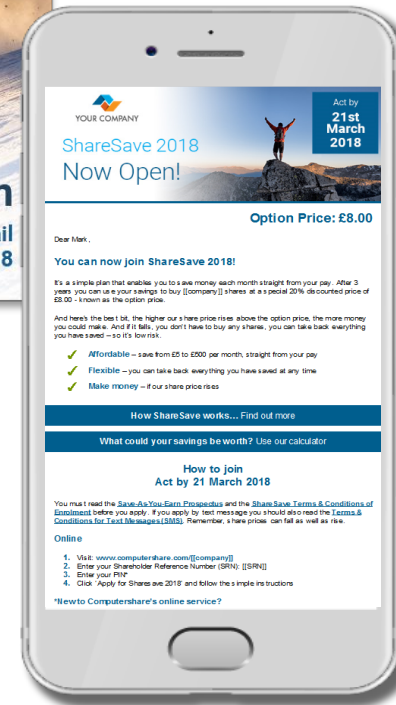 n
ail
8
YOUR COMPANY
ShareSave 2018
Now Open!
Act by
21st
March
2018
Option Price: £8.00
Dear Mark,
You can now join ShareSave 2018!
It's a simple plan that enables you to save money each month straight from your pay. After 3
years you can use your savings to buy [[company]] shares at a special 20% discounted price of
£8.00 - known as the option price.
And here's the best bit, the higher our share price rises above the option price, the more money
you could make. And if it falls, you don't have to buy any shares, you can take back everything
you have saved – so it's low risk.
✓ Affordable – save from £5 to £500 per month, straight from your pay
✓ Flexible – you can take back everything you have saved at any time
✓ Make money – if our share price rises
How ShareSave works... Find out more
What could your savings be worth? Use our calculator
How to join
Act by 21 March 2018
You must read the Save-As-You-Earn Prospectus and the ShareSave Terms & Conditions of
Enrolment before you apply. If you apply by text message you should also read the Terms &
Conditions for Text Messages (SMS). Remember, share prices can fall as well as rise.
Online
1. Visit: www.computershare.com/[[company]]
2. Enter your Shareholder Reference Number (SRN): [[SRN]]
3. Enter your PIN*
4. Click 'Apply for Sharesave 2018' and follow the simple instructions
*New to Computershare's online service?